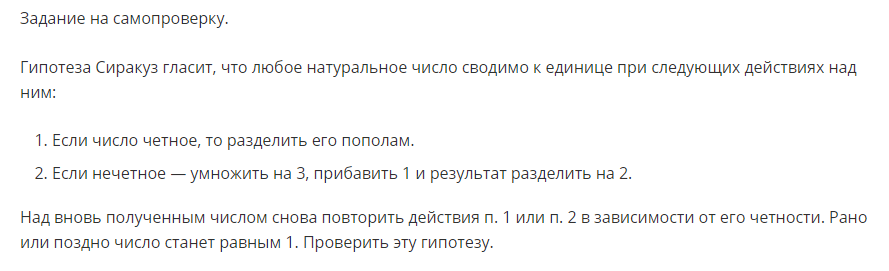 Задание на самопроверку.
Гипотеза Сиракуз гласит, что любое натуральное число сводимо к единице при следующих действиях над
ним:
1. Если число четное, то разделить его пополам.
2. Если нечетное — умножить на 3, прибавить 1 и результат разделить на 2.
Над вновь полученным числом снова повторить действия п. 1 или п. 2 в зависимости от его четности. Рано
или поздно число станет равным 1. Проверить эту гипотезу.